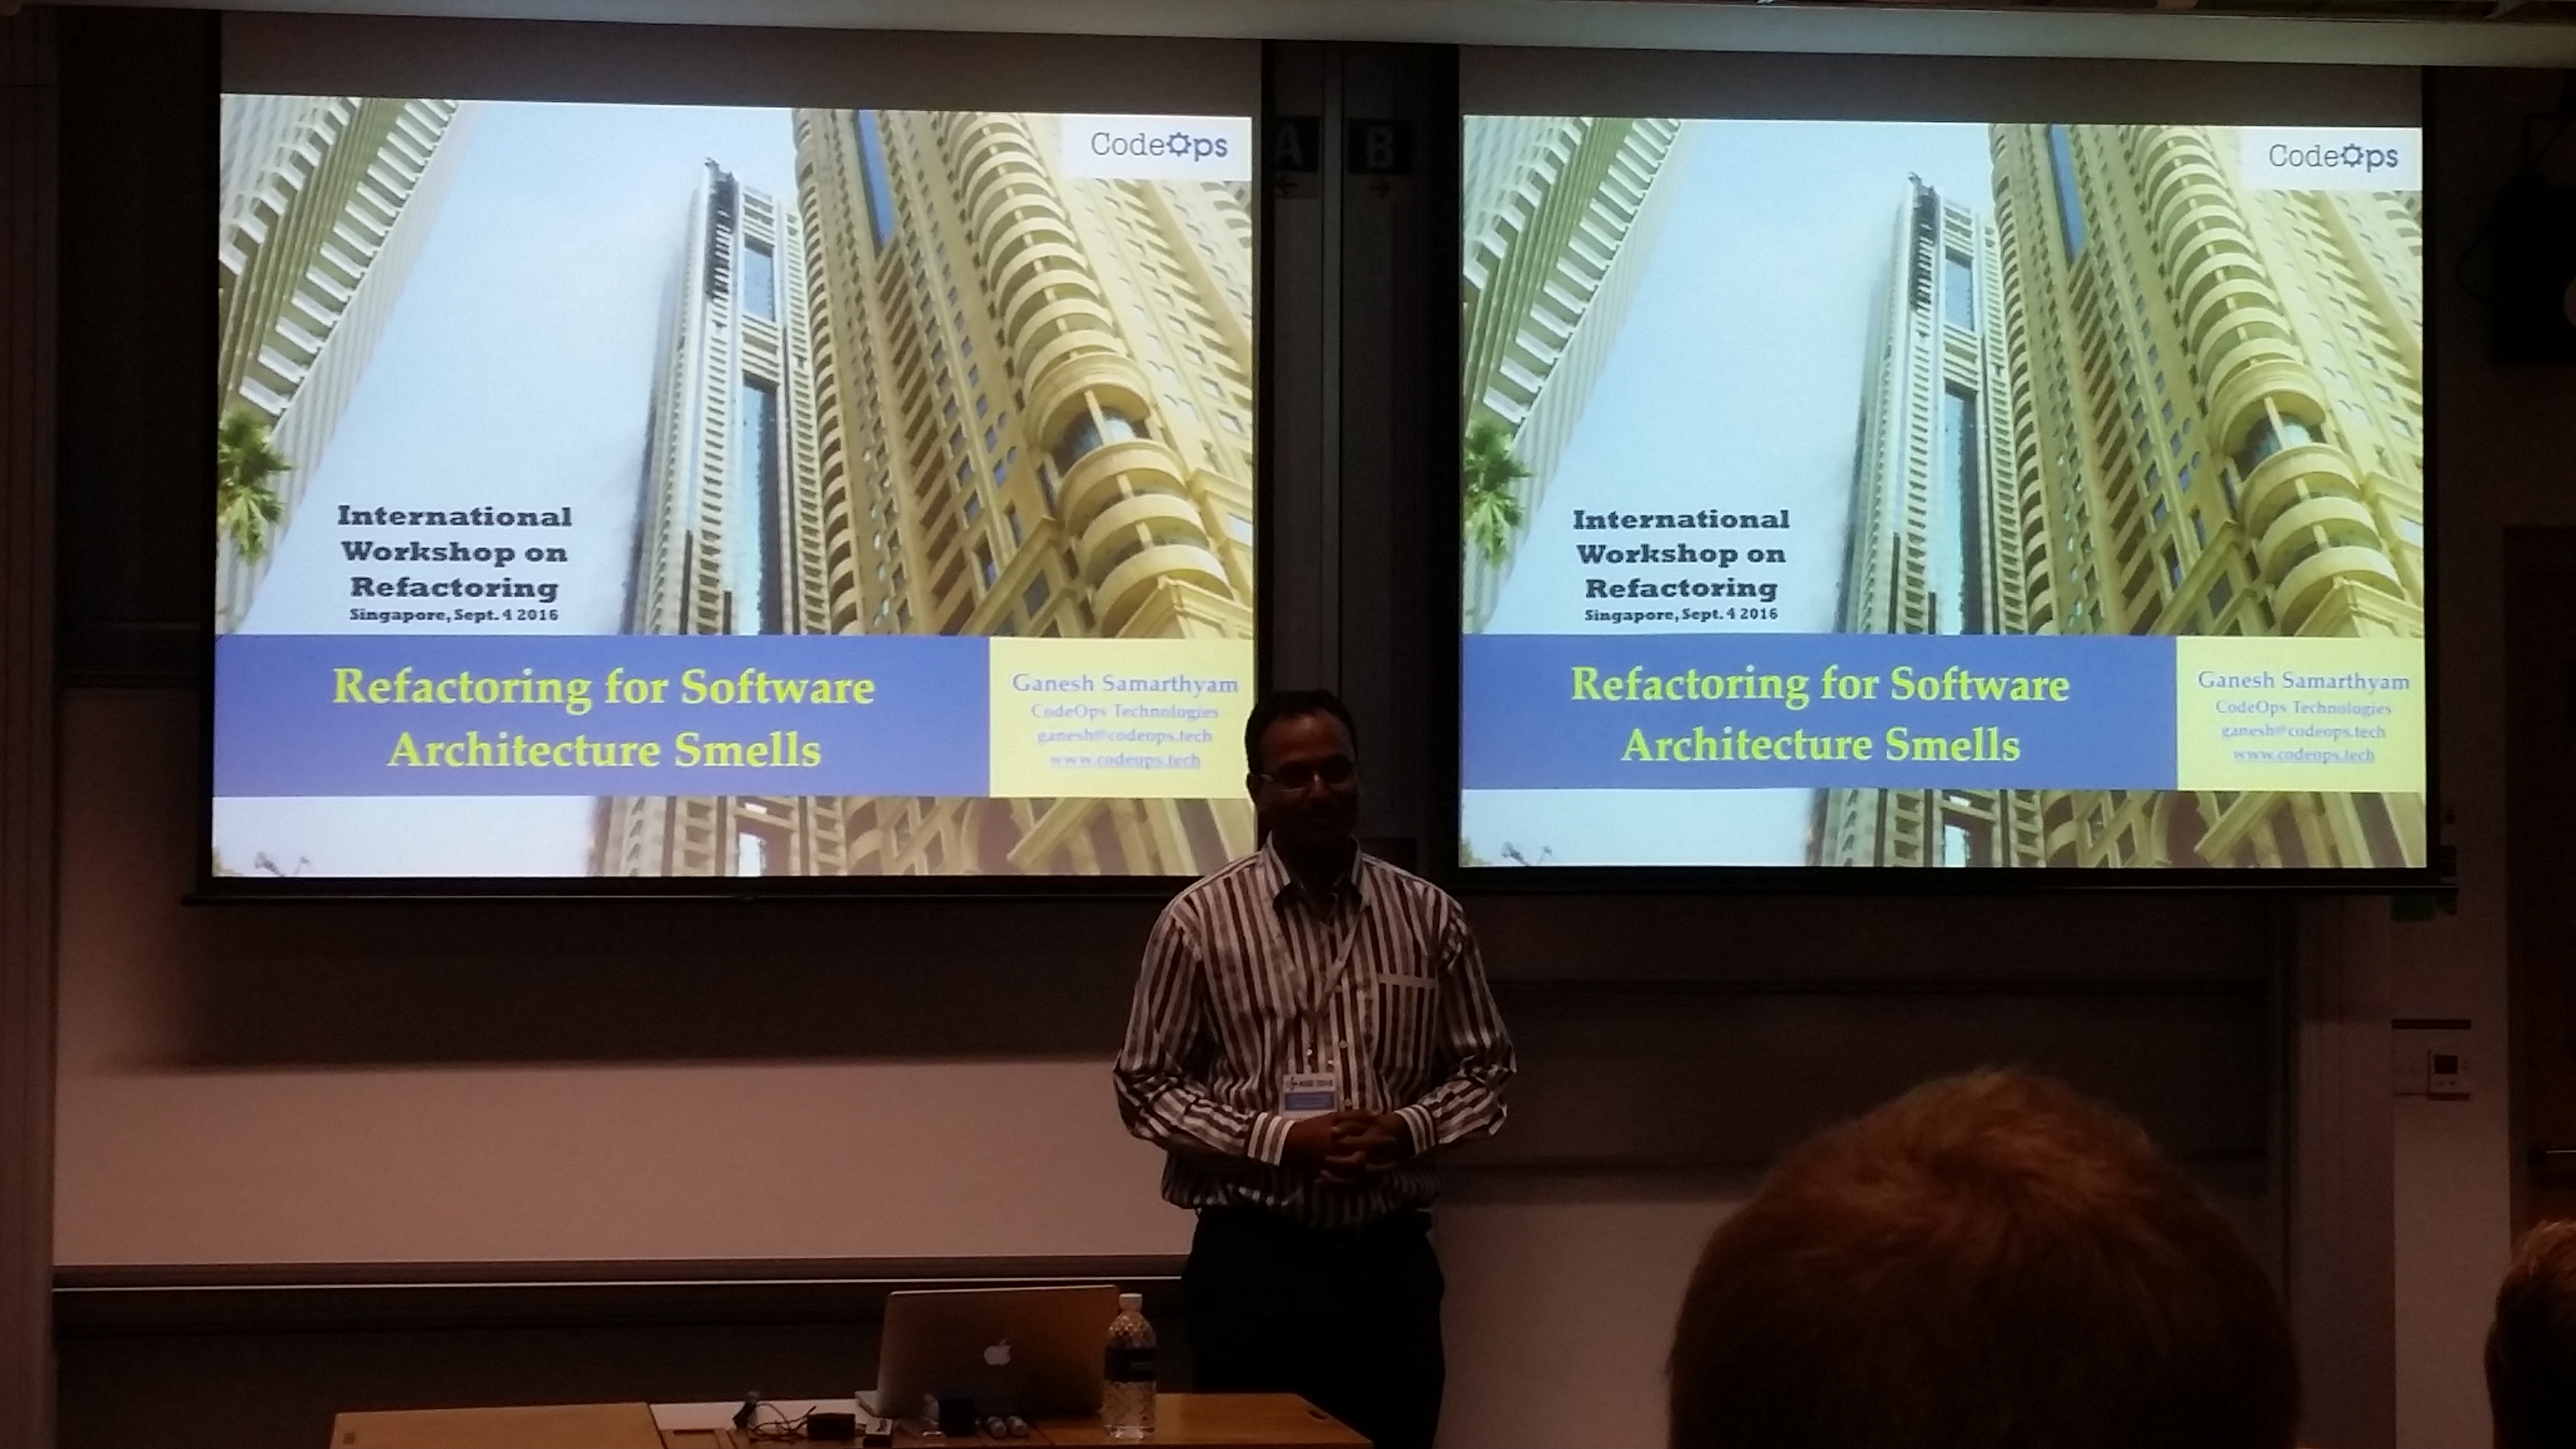 CodeOps
International
Workshop on
Refactoring
Singapore, Sept. 4 2016
Refactoring for Software
Architecture Smells
Ganesh Samarthyam
CodeOps Technologies
ganesh@codeops.tech
www.codeops.tech
A
B
CodeOps
International
Workshop on
Refactoring
Singapore, Sept. 4 2016
Refactoring for Software
Architecture Smells
Ganesh Samarthyam
CodeOps Technologies
ganesh@codeops.tech
www.codeops.tech
ASE 2016